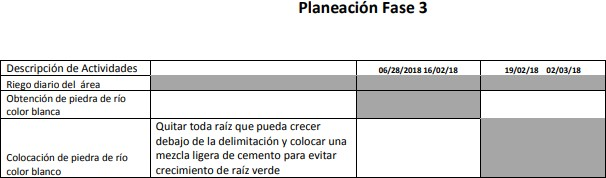 Planeación Fase 3
Descripción de Actividades 06/28/2018 16/02/18 19/02/18 02/03/18
Riego diario del área
Obtención de piedra de río
color blanca
Colocación de piedra de río
color blanco
Quitar toda raíz que pueda crecer
debajo de la delimitación y colocar una
mezcla ligera de cemento para evitar
crecimiento de raíz verde